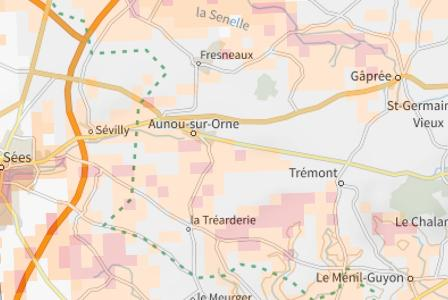 la Senelle
Fresneaux
Gâprée
St-Germain
Vieux
Aunou-sur-Orne
Sévilly
Sées
Trémont
la Tréarderie
Le Chalan
Le Ménil-Guyon
le Meurger